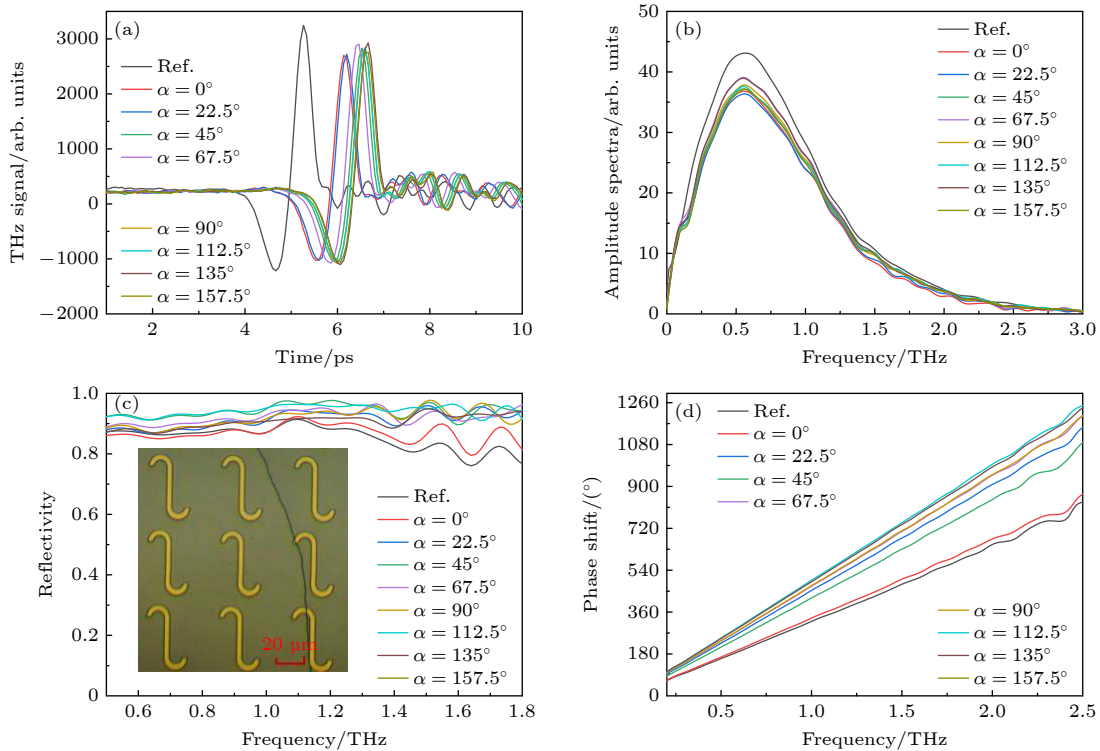 (a)
THz signal/arb. units
3000
2000
1000
0
−1000
−2000
Ref.
α = 0°
α = 22.5°
α = 45°
α = 67.5°
α = 90°
α = 112.5°
α = 135°
α = 157.5°
2 4 6 8 10
Time/ps
(b)
Amplitude spectra/arb. units
50
40
30
20
10
0
Ref.
α = 0°
α = 22.5°
α = 45°
α = 67.5°
α = 90°
α = 112.5°
α = 135°
α = 157.5°
0 0.5 1.0 1.5 2.0 2.5 3.0
Frequency/THz
(c)
Reflectivity
1.0
0.8
0.6
0.4
0.2
0
20 µm
Ref.
α = 0°
α = 22.5°
α = 45°
α = 67.5°
α = 90°
α = 112.5°
α = 135°
α = 157.5°
0.6 0.8 1.0 1.2 1.4 1.6 1.8
Frequency/THz
(d)
Phase shift/(°)
1260
1080
900
720
540
360
180
0
Ref.
α = 0°
α = 22.5°
α = 45°
α = 67.5°
α = 90°
α = 112.5°
α = 135°
α = 157.5°
0.5 1.0 1.5 2.0 2.5
Frequency/THz